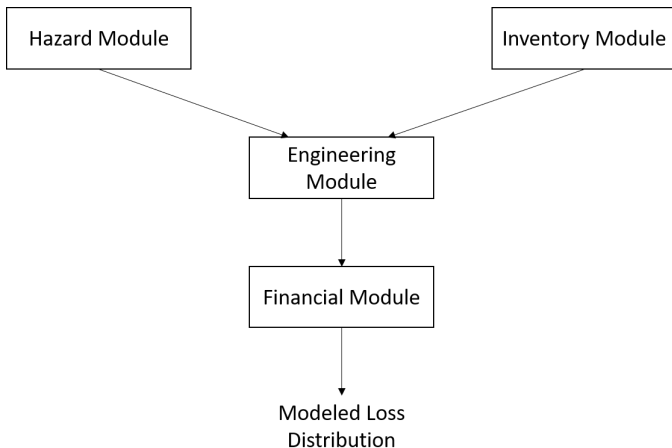 Hazard Module
Inventory Module
Engineering
Module
Financial Module
Modeled Loss
Distribution